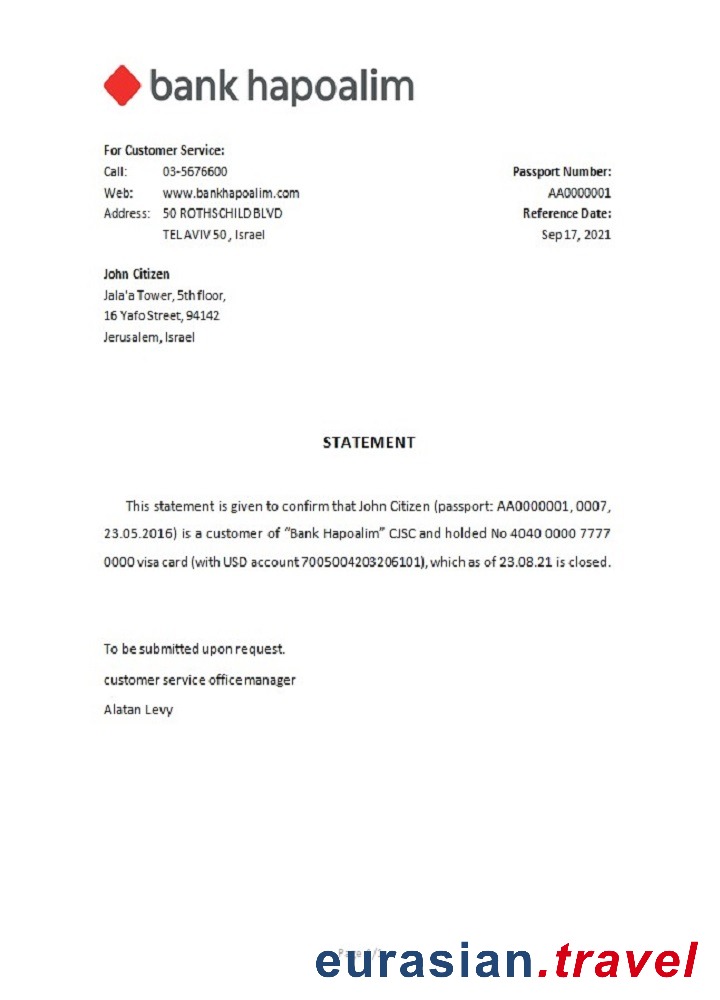 bank hapoalim
For Customer Service:
Call: 03-5676600
Passport Number:
Web: www.bankhapoalim.com
AA0000001
Address: 50 ROTHSCHILD BLVD
Reference Date:
TEL AVIV 50, Israel
Sep 17, 2021
John Citizen
Jala'a Tower, 5th floor,
16 Yafo Street, 94142
Jerusalem, Israel
STATEMENT
This statement is given to confirm that John Citizen (passport: AA0000001, 0007,
23.05.2016) is a customer of "Bank Hapoalim" CJSC and holded No 4040 0000 7777
0000 visa card (with USD account 7005004203206101), which as of 23.08.21 is closed.
To be submitted upon request.
customer service office manager
Alatan Levy
Page
eurasian.travel